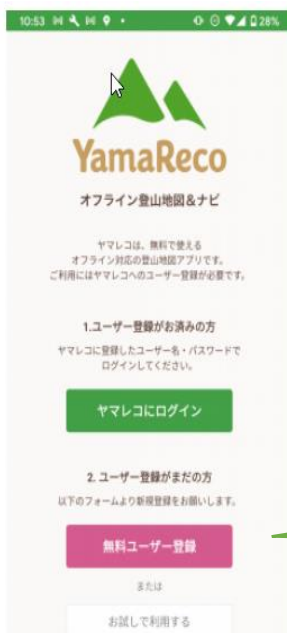 10:53
28%
YamaReco
オフライン登山地図＆ナビ
ヤマレコは、無料で使える
オフライン対応の登山地図アプリです。
ご利用にはヤマレコへのユーザー登録が必要です。
1.ユーザー登録がお済みの方
ヤマレコに登録したユーザー名・パスワードで
ログインしてください。
ヤマレコにログイン
2. ユーザー登録がまだの方
以下のフォームより新規登録をお願いします。
無料ユーザー登録
または
お試しで利用する